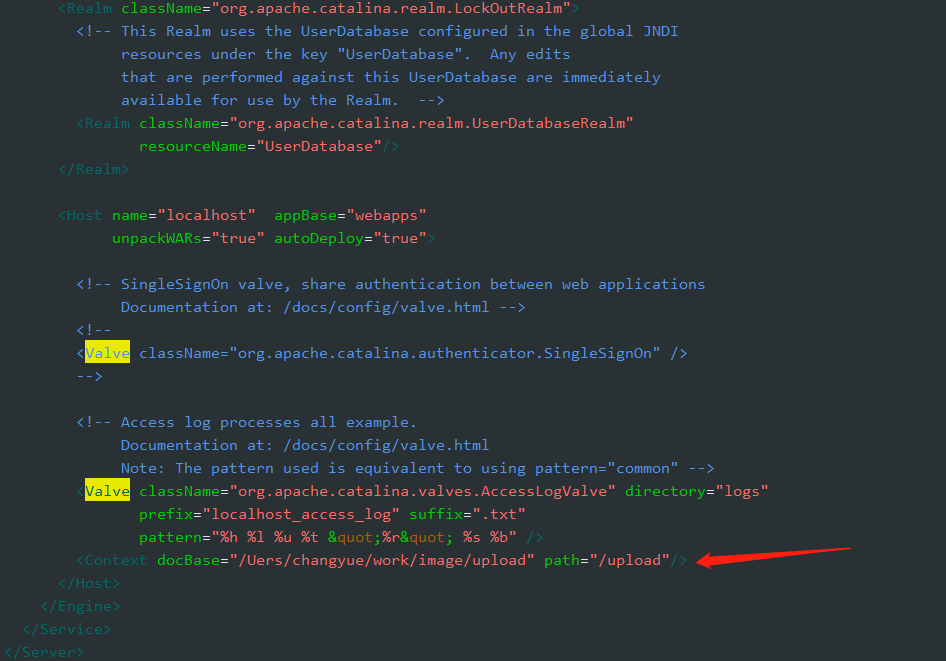 <Realm className="org.apache.catalina.realm.LockOutRealm">
<!-- This Realm uses the UserDatabase configured in the global JNDI
resources under the key "UserDatabase".  Any edits
that are performed against this UserDatabase are immediately
available for use by the Realm.  -->
<Realm className="org.apache.catalina.realm.UserDatabaseRealm"
resourceName="UserDatabase"/>
</Realm>
<Host name="localhost"  appBase="webapps"
unpackWARs="true" autoDeploy="true">
<!-- SingleSignOn valve, share authentication between web applications
Documentation at: /docs/config/valve.html -->
<!--
<Valve className="org.apache.catalina.authenticator.SingleSignOn" />
-->
<!-- Access log processes all example.
Documentation at: /docs/config/valve.html
Note: The pattern used is equivalent to using pattern="common" -->
<Valve className="org.apache.catalina.valves.AccessLogValve" directory="logs"
prefix="localhost_access_log" suffix=".txt"
pattern="%h %l %u %t &quot;%r&quot; %s %b" />
<Context docBase="/Uers/changyue/work/image/upload" path="/upload"/>
</Host>
</Engine>
</Service>
</Server>